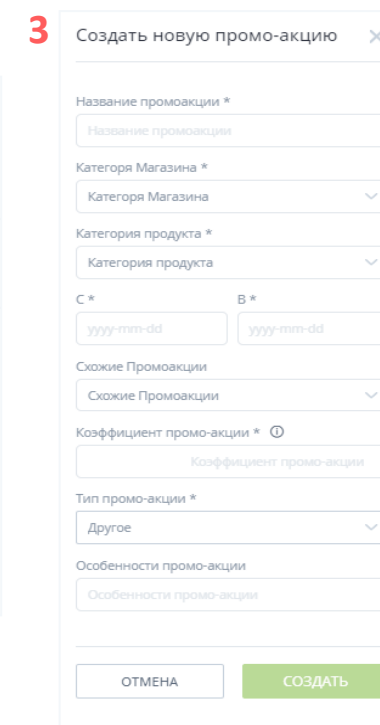 3
Создать новую промо-акцию
Название промоакции *
Название промоакции
Категоря Магазина *
Категоря Магазина
Категория продукта *
Категория продукта
С * В *
yyyy-mm-dd yyyy-mm-dd
Схожие Промоакции
Схожие Промоакции
Коэффициент промо-акции *
Коэффициент промо-акции
Тип промо-акции *
Другое
Особенности промо-акции
Особенности промо-акции
ОТМЕНА СОЗДАТЬ